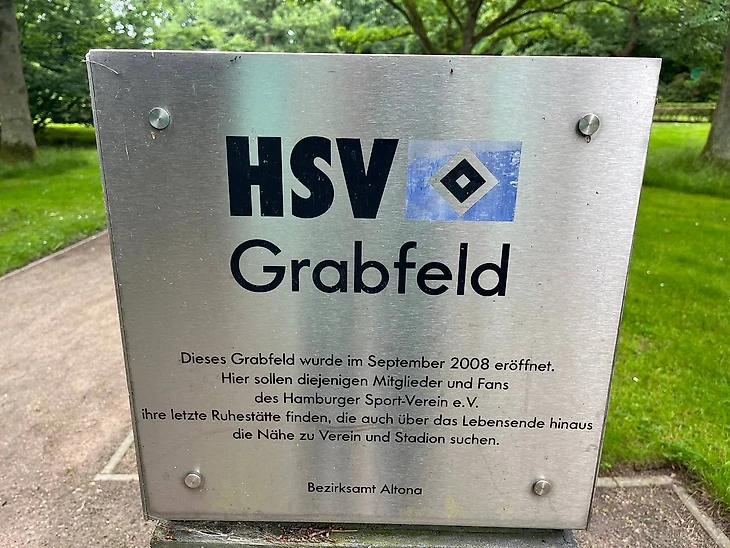 HSV
Grabfeld
Dieses Grabfeld wurde im September 2008 eröffnet.
Hier sollen diejenigen Mitglieder und Fans
des Hamburger Sport-Verein e.V.
ihre letzte Ruhestätte finden, die auch über das Lebensende hinaus
die Nähe zu Verein und Stadion suchen.
Bezirksamt Altona